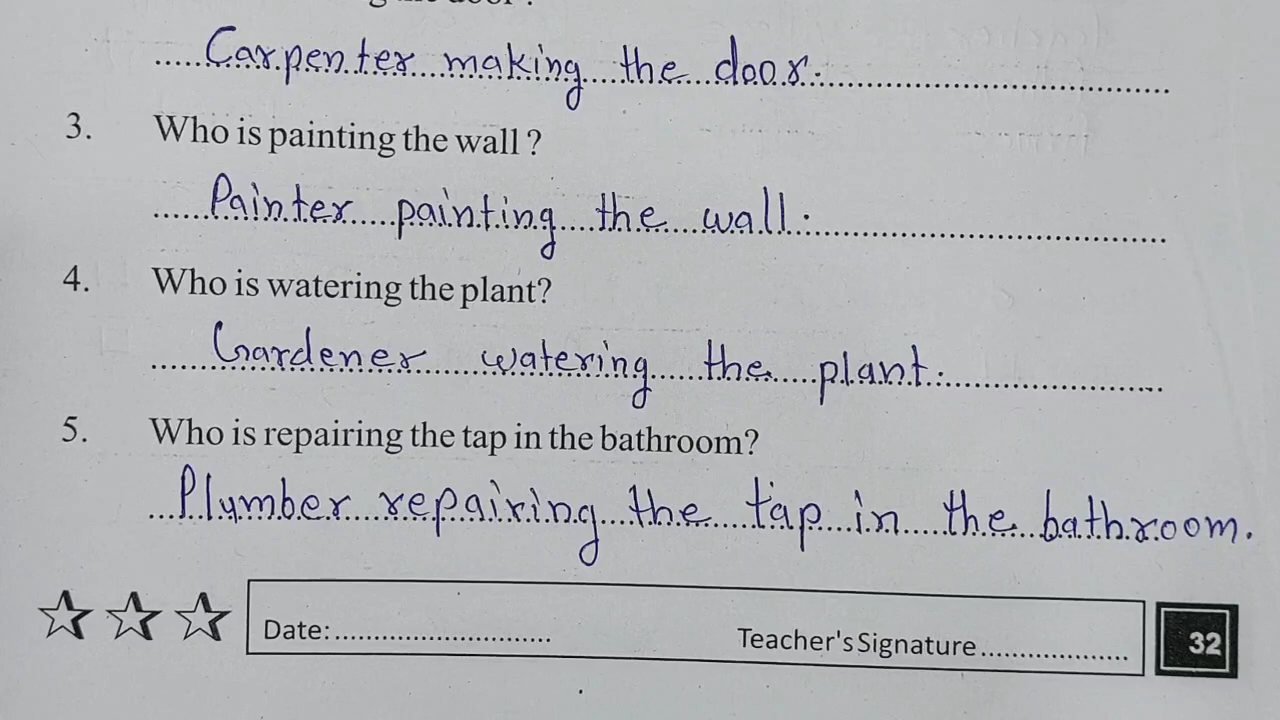 Carpenter making the door.
3. Who is painting the wall ?
Painter painting the wall.
4. Who is watering the plant?
Gardener watering the plant.
5. Who is repairing the tap in the bathroom?
Plumber repairing the tap in the bathroom.
Date:........................... Teacher's Signature...................
32